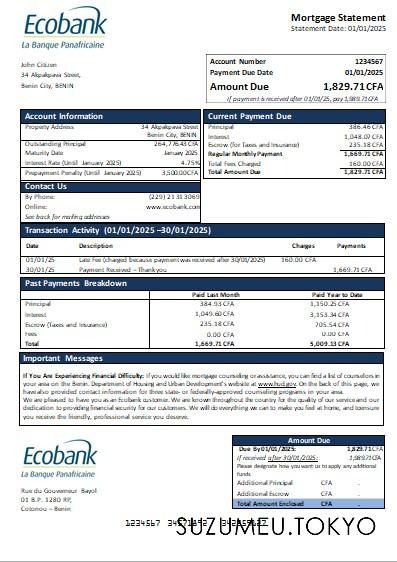 Ecobank
La Banque Panafricaine
Mortgage Statement
Statement Date: 01/01/2025
John Citizen
34 Akpakpava Street,
Benin City, BENIN
Account Number 1234567
Payment Due Date 01/01/2025
Amount Due 1,829.71 CFA
If payment is received after 01/01/25, pay 1,989.71 CFA
Account Information
Property Address 34 Akpakpava Street
Benin City, BENIN
Outstanding Principal 264,776.43 CFA
Maturity Date January 2025
Interest Rate (Until January 2025) 4.75%
Prepayment Penalty (Until January 2025) 3,500.00 CFA
Contact Us
By Phone: (229) 21 31 3069
Online: www.ecobank.com
See back for mailing addresses
Current Payment Due
Principal 386.46 CFA
Interest 1,048.07 CFA
Escrow (for Taxes and Insurance) 235.18 CFA
Regular Monthly Payment 1,669.71 CFA
Total Fees Charged 160.00 CFA
Total Amount Due 1,829.71 CFA
Transaction Activity (01/01/2025 –30/01/2025)
Date Description Charges Payments
01/01/25 Late Fee (charged because payment was received after 30/01/2025) 160.00 CFA
30/01/25 Payment Received – Thank you 1,669.71 CFA
Past Payments Breakdown
Paid Last Month Paid Year to Date
Principal 384.93 CFA 1,150.25 CFA
Interest 1,049.60 CFA 3,153.34 CFA
Escrow (Taxes and Insurance) 235.18 CFA 705.54 CFA
Fees 0.00 CFA 0.00 CFA
Total 1,669.71 CFA 5,009.13 CFA
Important Messages
If You Are Experiencing Financial Difficulty: If you would like mortgage counseling or assistance, you can find a list of counselors in
your area on the Benin. Department of Housing and Urban Development's website at www.hud.gov. On the back of this page, we
have also provided contact information for three state- or federally-approved counseling programs in your area.
We are pleased to have you as an Ecobank customer. We are known throughout the country for the quality of our service and our
dedication to providing financial security for our customers. We will do everything we can to make you feel at home, and to ensure
you receive the friendly, professional service you deserve.
Ecobank
La Banque Panafricaine
Rue du Gouverneur Bayol
01 B.P. 1280 RP,
Cotonou – Benin
Amount Due
Due By 01/01/2025: 1,829.71 CFA
If received after 30/01/2025: 1,989.71 CFA
Please designate how you want us to apply any additional
funds.
Additional Principal CFA .
Additional Escrow CFA .
Total Amount Enclosed CFA .
1234567
SUZUMEU.TOKYO